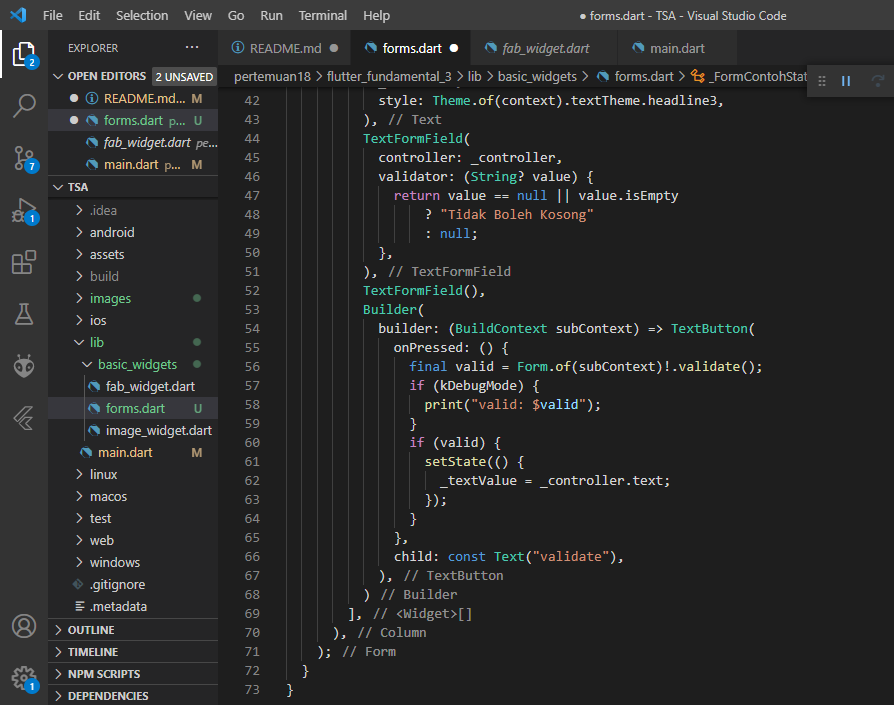 File Edit Selection View Go Run Terminal Help ● forms.dart - TSA - Visual Studio Code
EXPLORER ...
README.md forms.dart fab_widget.dart main.dart
OPEN EDITORS 2 UNSAVED
README.md... M
forms.dart p... U
fab_widget.dart pe...
main.dart p... M
TSA
.idea
android
assets
build
images
ios
lib
basic_widgets
fab_widget.dart
forms.dart U
image_widget.dart
main.dart M
linux
macos
test
web
windows
.gitignore
.metadata
OUTLINE
TIMELINE
NPM SCRIPTS
DEPENDENCIES
2
7
1
1
pertemuan18 > flutter_fundamental_3 > lib > basic_widgets > forms.dart > _FormContohStat
42 style: Theme.of(context).textTheme.headline3,
43 ), // Text
44 TextFormField(
45 controller: _controller,
46 validator: (String? value) {
47 return value == null || value.isEmpty
48 ? "Tidak Boleh Kosong"
49 : null;
50 },
51 ), // TextFormField
52 TextFormField(),
53 Builder(
54 builder: (BuildContext subContext) => TextButton(
55 onPressed: () {
56 final valid = Form.of(subContext)!.validate();
57 if (kDebugMode) {
58 print("valid: $valid");
59 }
60 if (valid) {
61 setState(() {
62 _textValue = _controller.text;
63 });
64 }
65 },
66 child: const Text("validate"),
67 ), // TextButton
68 ) // Builder
69 ], // <Widget>[]
70 ), // Column
71 ); // Form
72 }
73 }